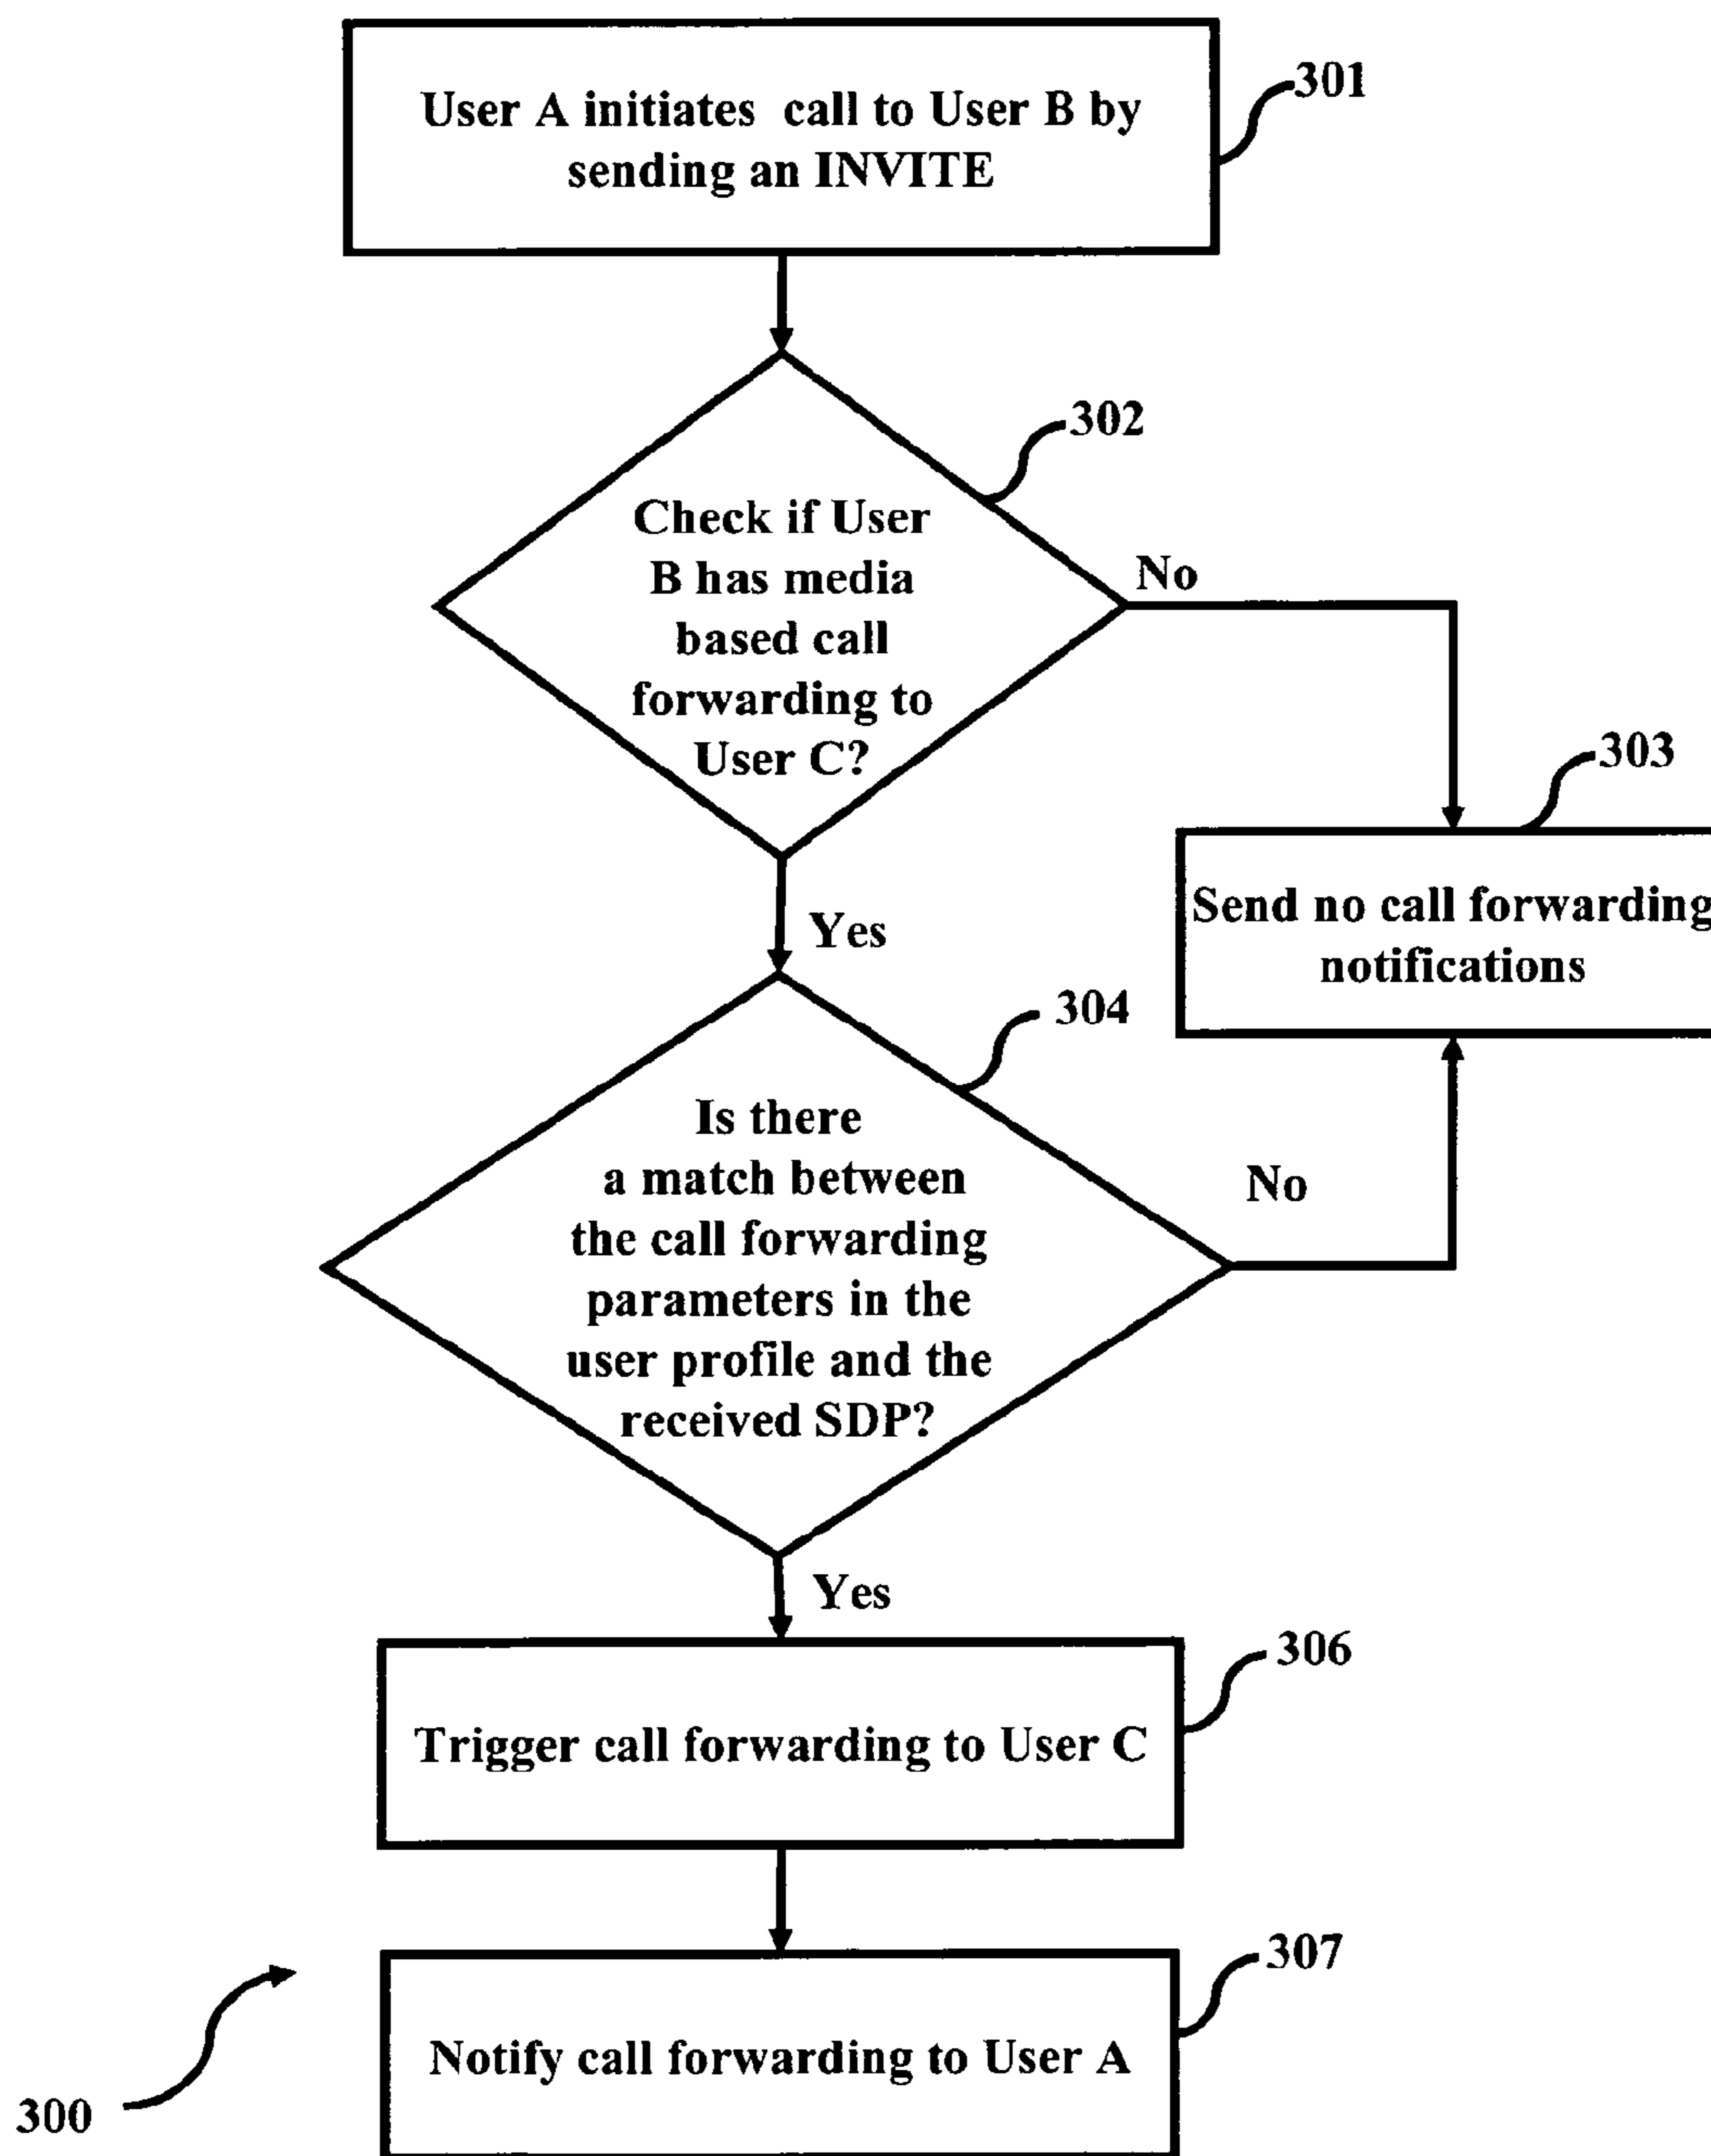 User A initiates call to User B by
sending an INVITE
301
302
Check if User
B has media
based call
forwarding to
User C?
No
303
Send no call forwarding
notifications
Yes
304
Is there
a match between
the call forwarding
parameters in the
user profile and the
received SDP?
No
Yes
306
Trigger call forwarding to User C
307
Notify call forwarding to User A
300